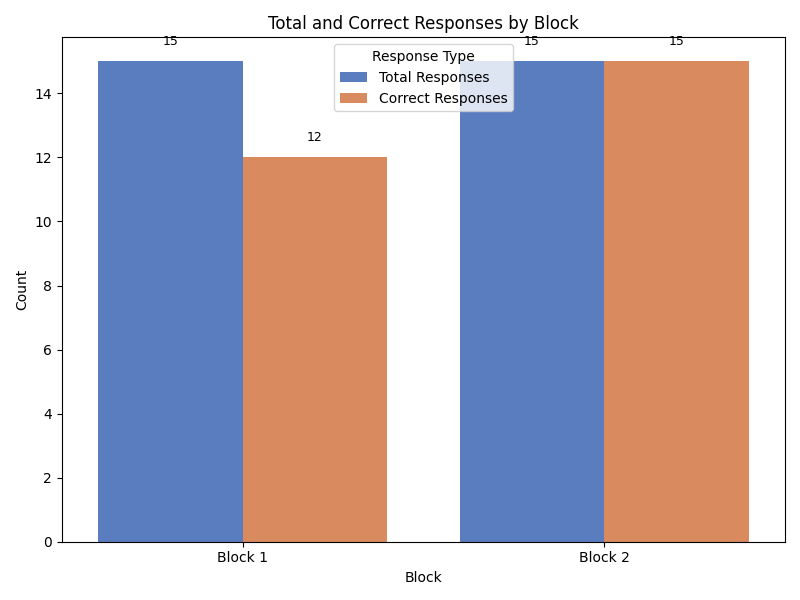 Total and Correct Responses by Block
15
15
15
12
Response Type
Total Responses
Correct Responses
14
12
10
8
6
4
2
0
Count
Block 1
Block 2
Block